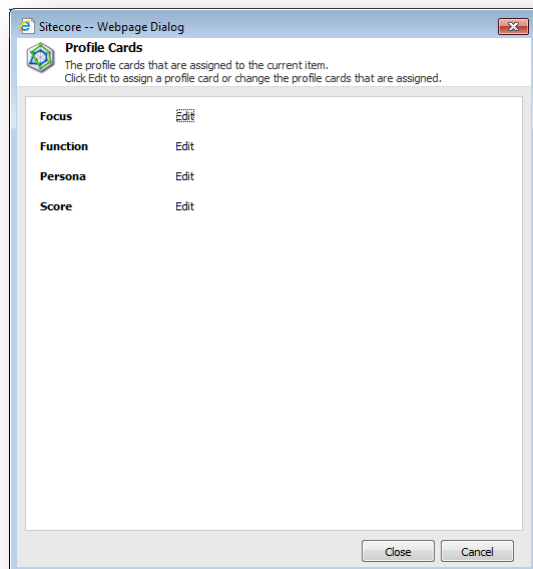 Sitecore -- Webpage Dialog
Profile Cards
The profile cards that are assigned to the current item.
Click Edit to assign a profile card or change the profile cards that are assigned.
Focus Edit
Function Edit
Persona Edit
Score Edit
Close Cancel